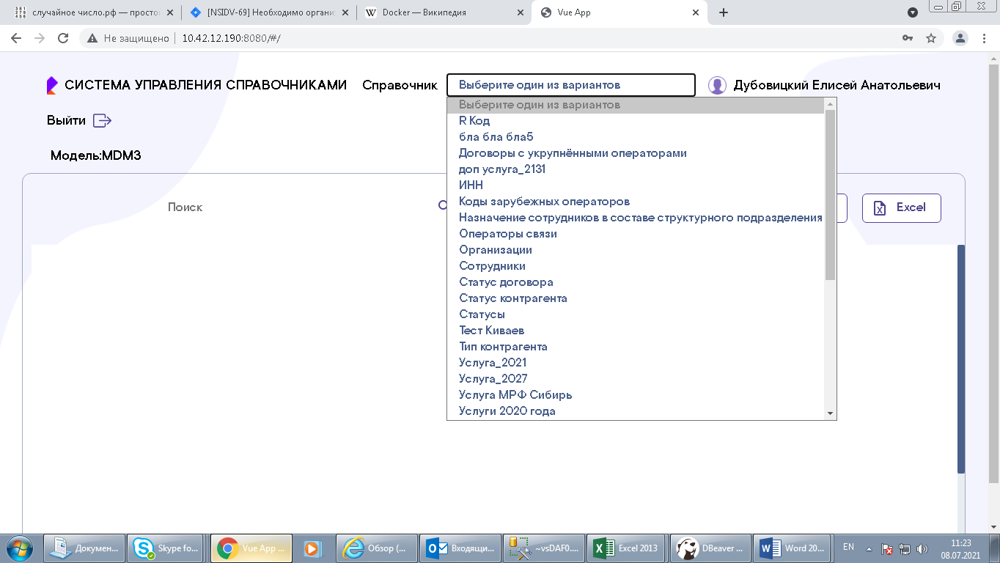 случайное число.рф — просто
[NSIDV-69] Необходимо органи
Docker — Википедия
Vue App
Не защищено
10.42.12.190:8080/#/
СИСТЕМА УПРАВЛЕНИЯ СПРАВОЧНИКАМИ
Справочник
Выберите один из вариантов
Дубовицкий Елисей Анатольевич
Выйти
Модель:MDM3
Выберите один из вариантов
R Код
бла бла бла5
Договоры с укрупнёнными операторами
доп услуга_2131
ИНН
Коды зарубежных операторов
Назначение сотрудников в составе структурного подразделения
Операторы связи
Организации
Сотрудники
Статус договора
Статус контрагента
Статусы
Тест Киваев
Тип контрагента
Услуга_2021
Услуга_2027
Услуга МРФ Сибирь
Услуги 2020 года
Поиск
Excel
Докумен...
Skype fo...
Vue App ...
Обзор (...
Входящи...
~vsDAF0....
Excel 2013
DBeaver ...
Word 20...
EN
11:23
08.07.2021